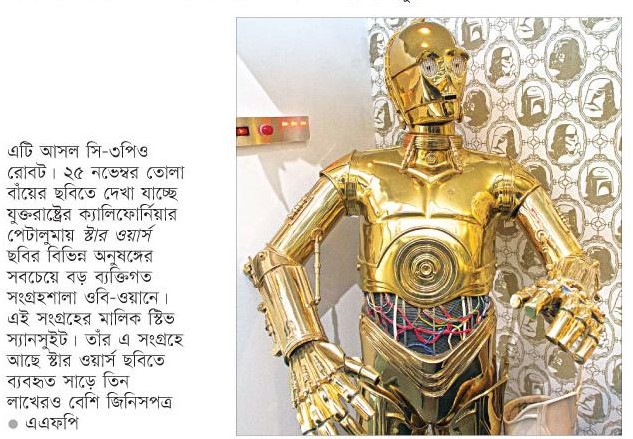 এটি আসল সি-৩পিও
রোবট। ২৫ নভেম্বর তোলা
বাঁয়ের ছবিতে দেখা যাচ্ছে
যুক্তরাষ্ট্রের ক্যালিফোর্নিয়ার
পেটালুমায় স্টার ওয়ার্স
ছবির বিভিন্ন অনুষঙ্গের
সবচেয়ে বড় ব্যক্তিগত
সংগ্রহশালা ওবি-ওয়ানে।
এই সংগ্রহের মালিক স্টিভ
স্যানসুইট। তাঁর এ সংগ্রহে
আছে স্টার ওয়ার্স ছবিতে
ব্যবহৃত সাড়ে তিন
লাখেরও বেশি জিনিসপত্র
● এএফপি